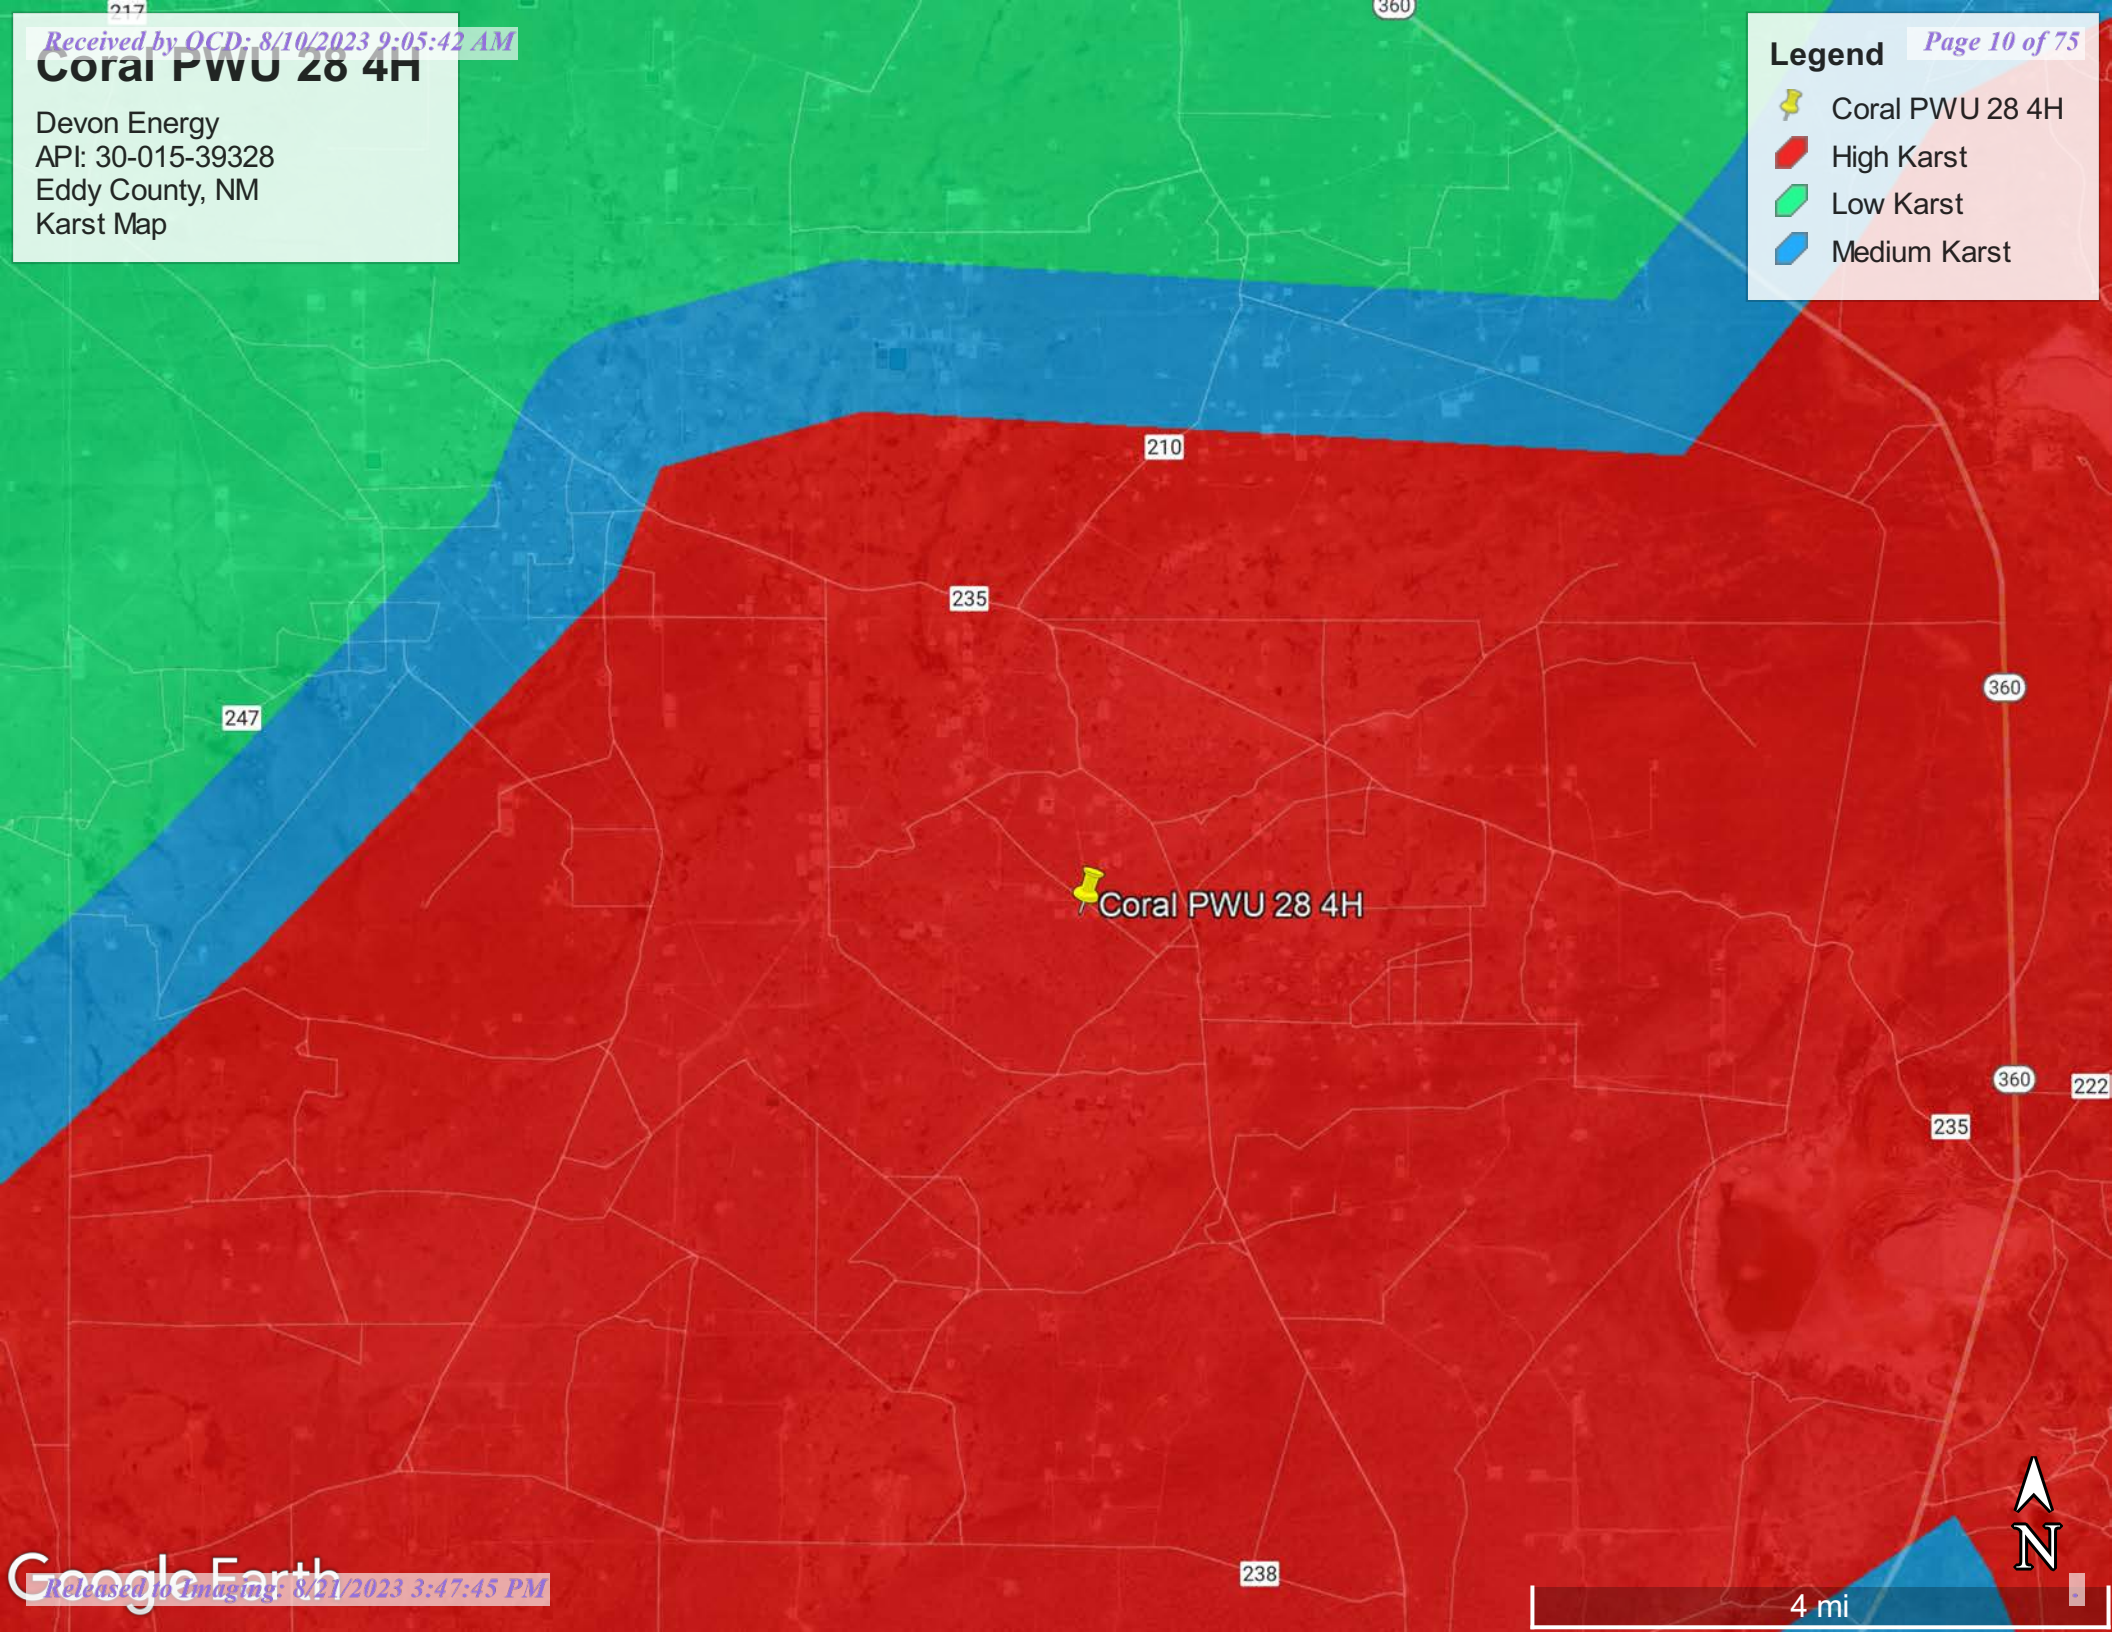 217
360
Received by OCD: 8/10/2023 9:05:42 AM
Page 10 of 75
Coral PWU 28 4H
Devon Energy
API: 30-015-39328
Eddy County, NM
Karst Map
Legend
Coral PWU 28 4H
High Karst
Low Karst
Medium Karst
210
235
360
247
Coral PWU 28 4H
360
222
235
N
238
Google Earth
Released to Imaging: 8/21/2023 3:47:45 PM
4 mi